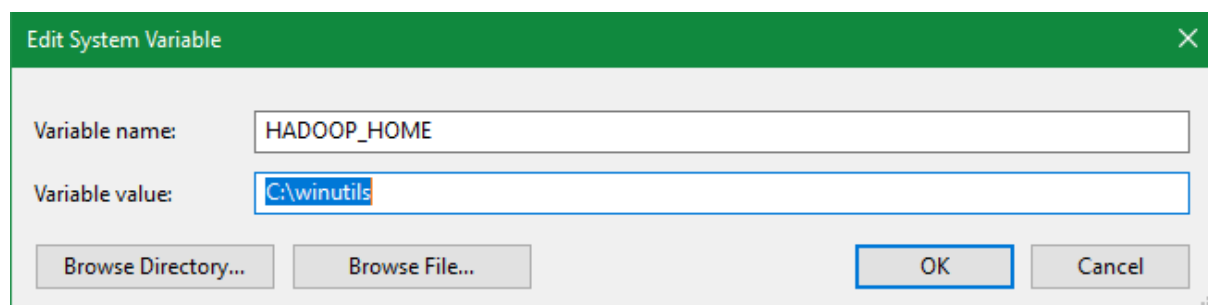 Edit System Variable
Variable name: HADOOP_HOME
Variable value: C:\winutils
Browse Directory... Browse File... OK Cancel